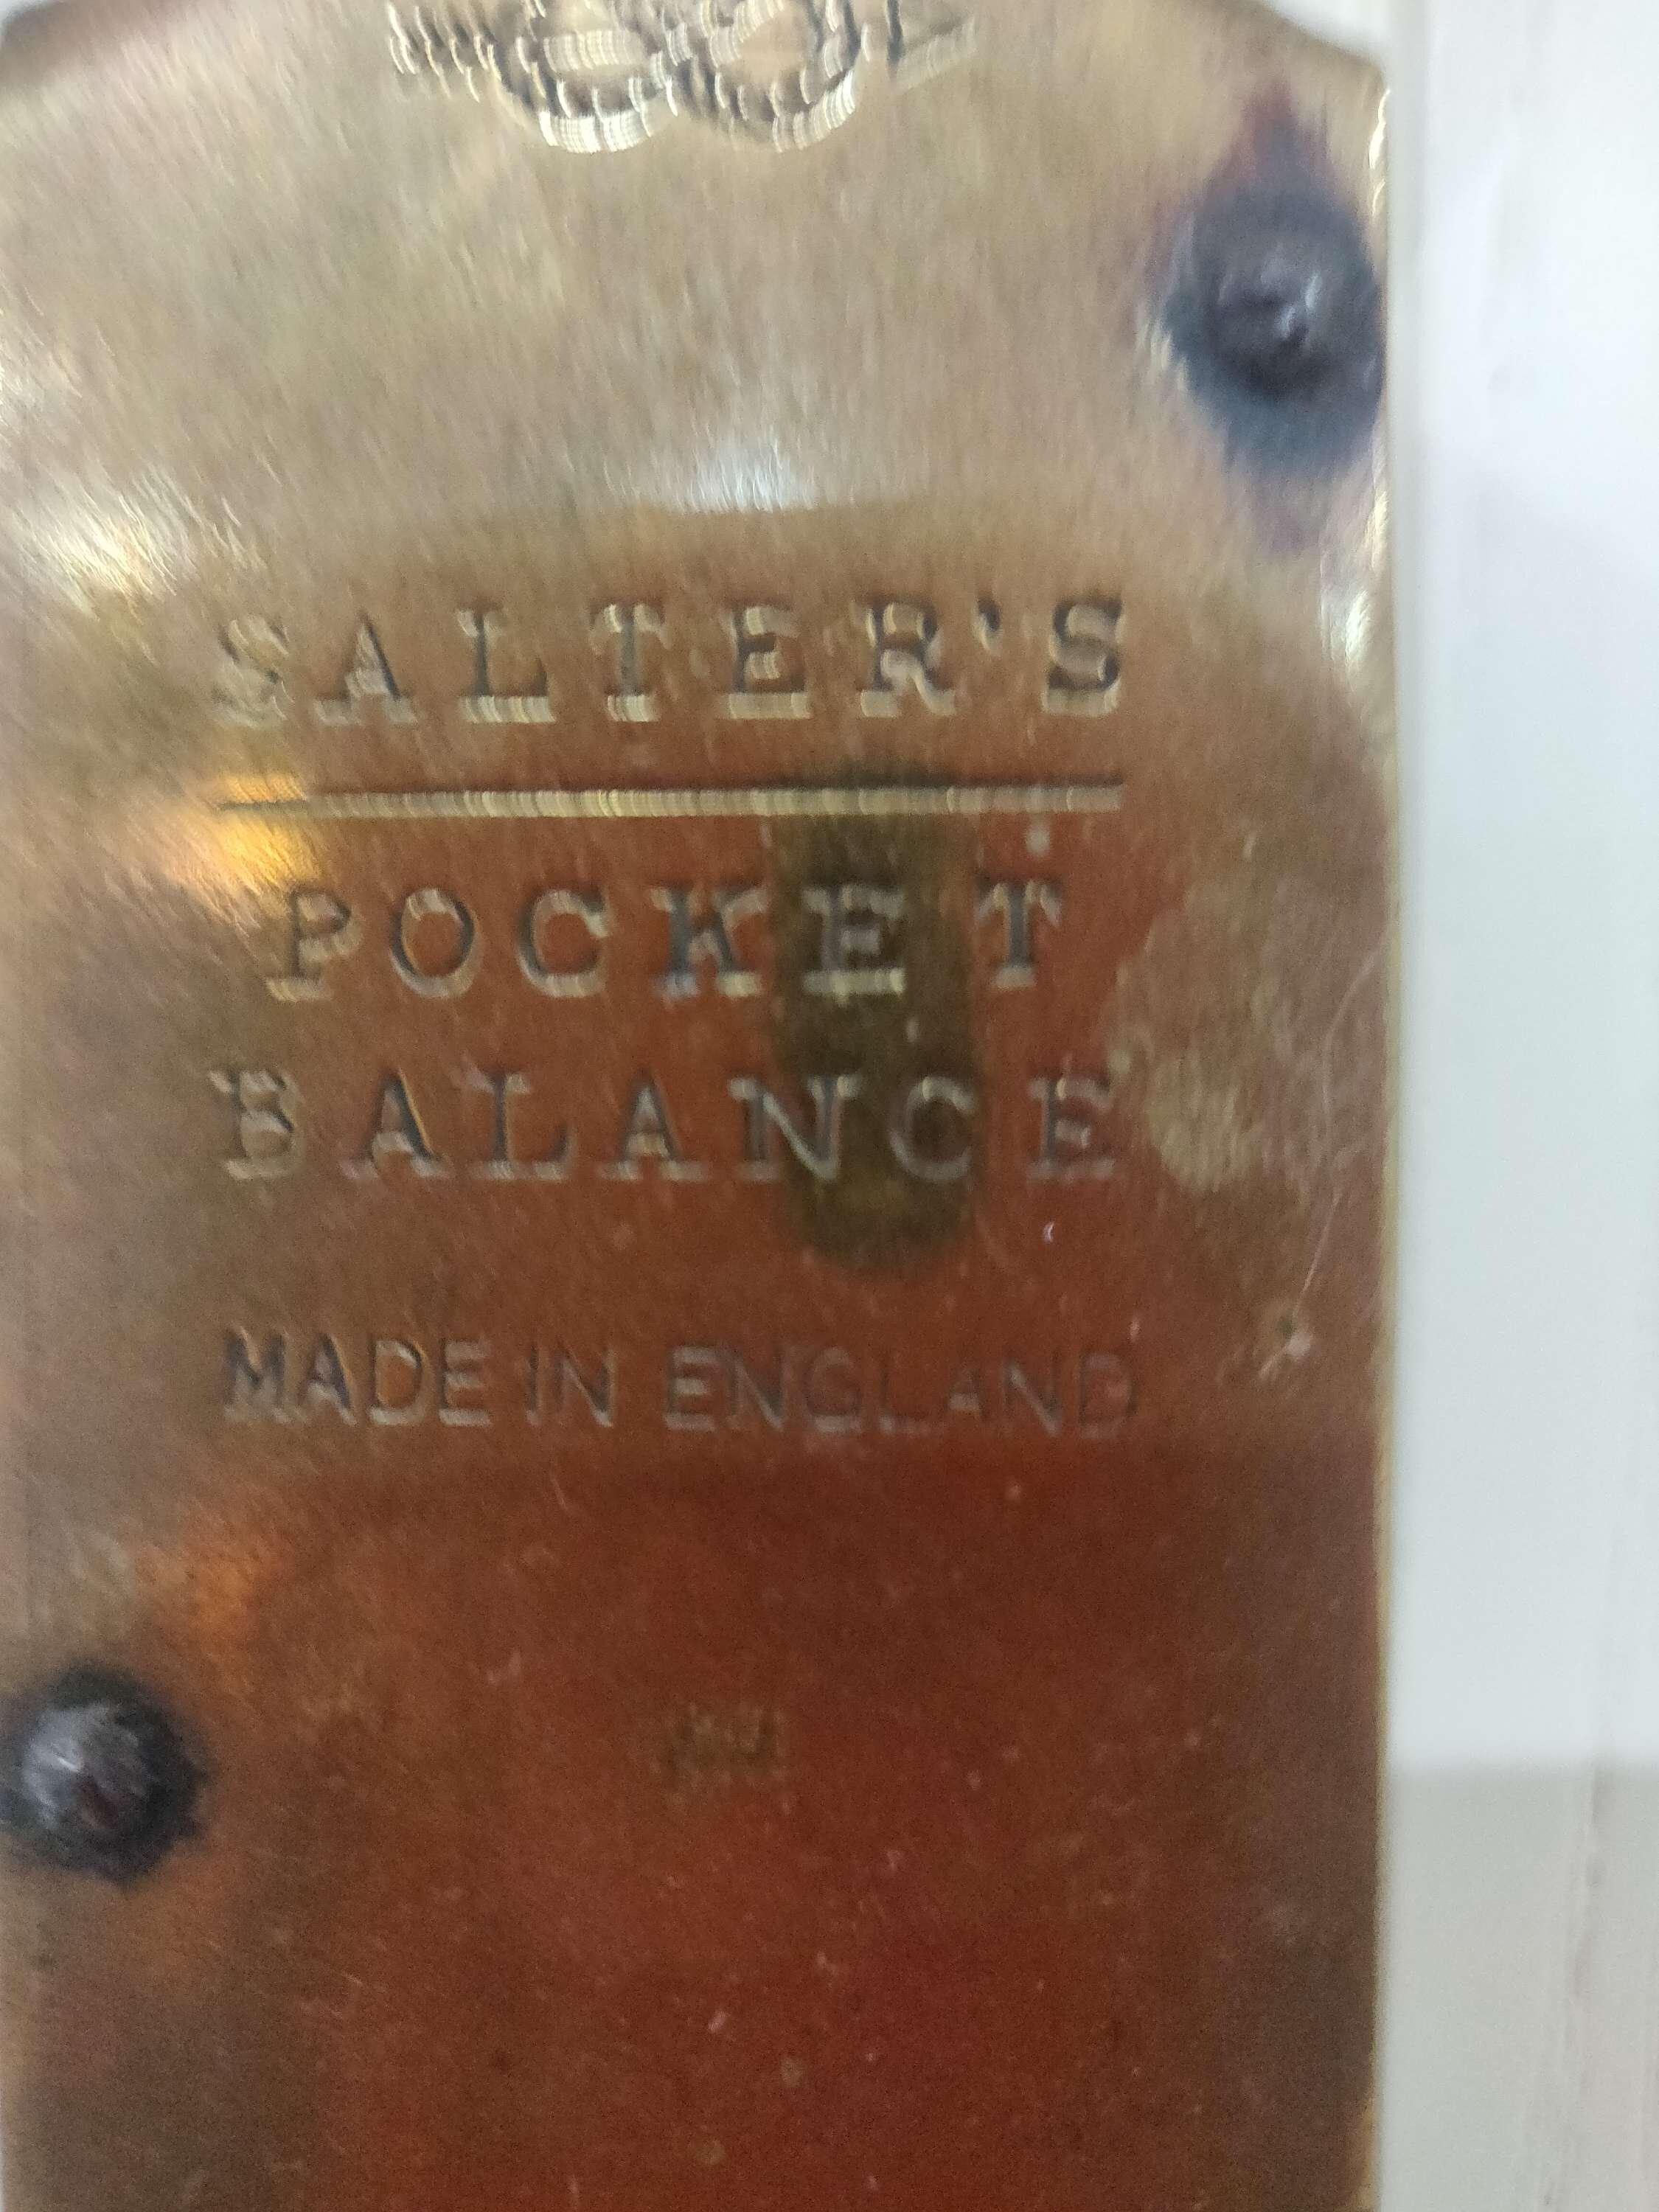 SALTER'S
POCKET
BALANCE
MADE IN ENGLAND